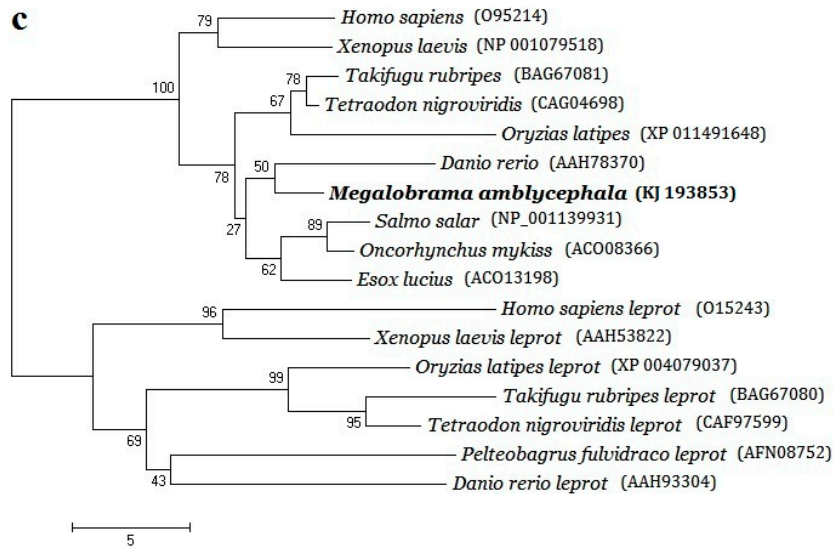 c
79
Homo sapiens (O95214)
Xenopus laevis (NP 001079518)
100
78
Takifugu rubripes (BAG67081)
67
Tetraodon nigroviridis (CAG04698)
Oryzias latipes (XP 011491648)
78
50
Danio rerio (AAH78370)
Megalobrama amblycephala (KJ 193853)
27
89
Salmo salar (NP_001139931)
Oncorhynchus mykiss (ACO08366)
62
Esox lucius (ACO13198)
96
Homo sapiens leprot (O15243)
Xenopus laevis leprot (AAH53822)
99
Oryzias latipes leprot (XP 004079037)
Takifugu rubripes leprot (BAG67080)
95
Tetraodon nigroviridis leprot (CAF97599)
69
Pelteobagrus fulvidraco leprot (AFN08752)
43
Danio rerio leprot (AAH93304)
5